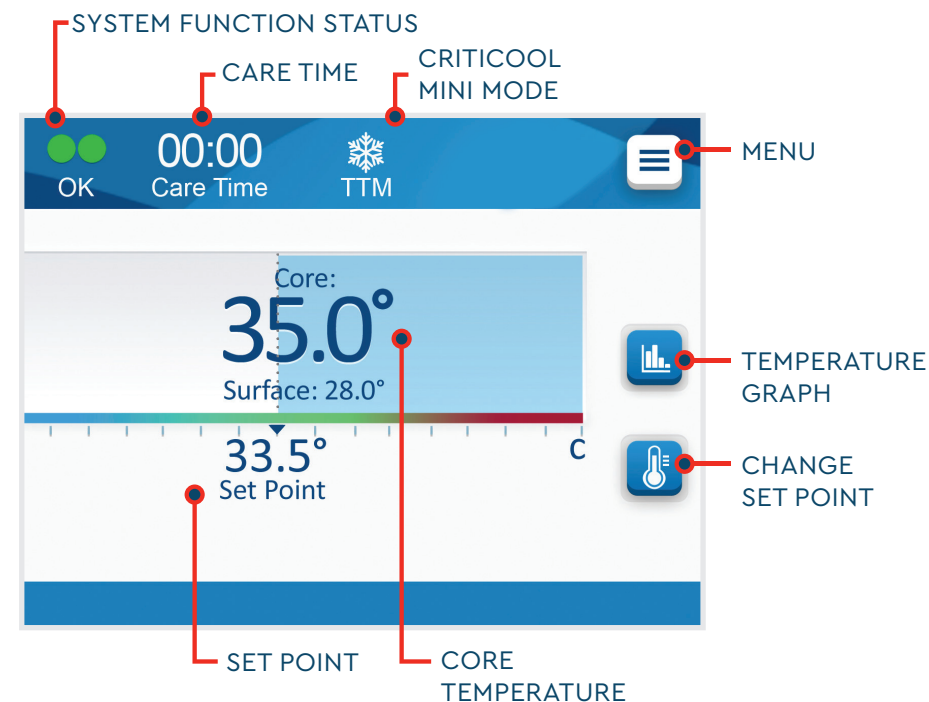 SYSTEM FUNCTION STATUS
CARE TIME
CRITICOOL
MINI MODE
OK
00:00
Care Time
TTM
MENU
Core:
35.0°
Surface: 28.0°
TEMPERATURE
GRAPH
33.5°
C
Set Point
CHANGE
SET POINT
SET POINT
CORE
TEMPERATURE